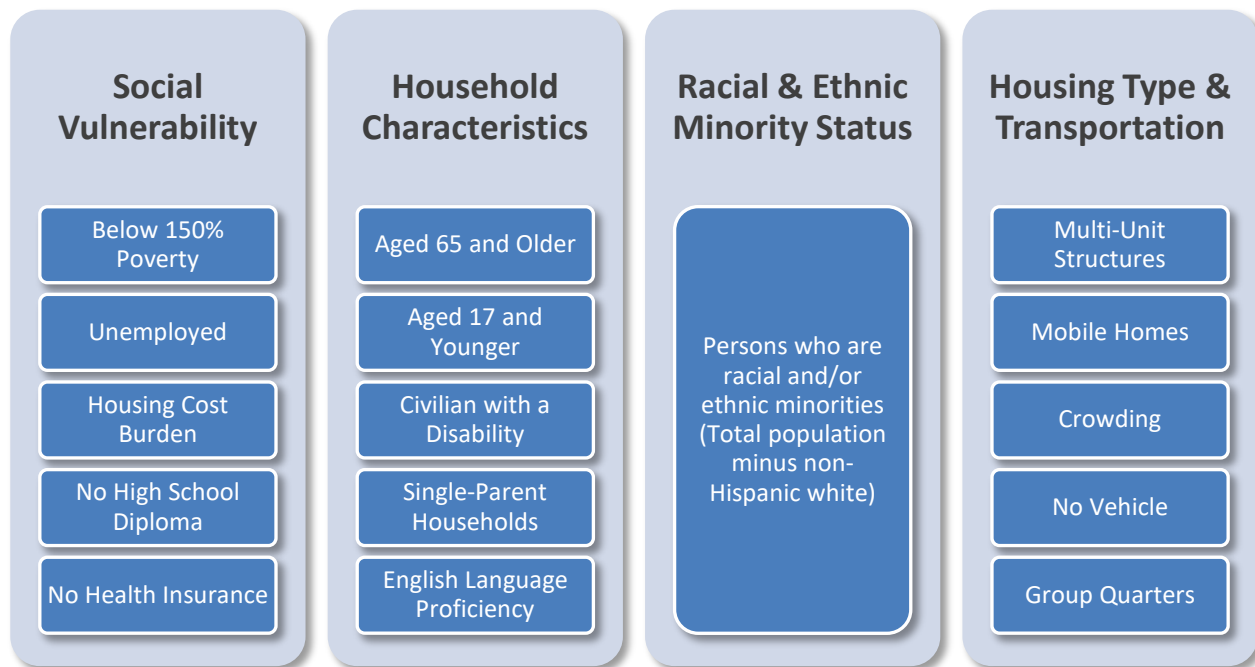 Social
Vulnerability
Below 150%
Poverty
Unemployed
Housing Cost
Burden
No High School
Diploma
No Health Insurance
Household
Characteristics
Aged 65 and Older
Aged 17 and
Younger
Civilian with a
Disability
Single-Parent
Households
English Language
Proficiency
Racial & Ethnic
Minority Status
Persons who are
racial and/or
ethnic minorities
(Total population
minus non-
Hispanic white)
Housing Type &
Transportation
Multi-Unit
Structures
Mobile Homes
Crowding
No Vehicle
Group Quarters